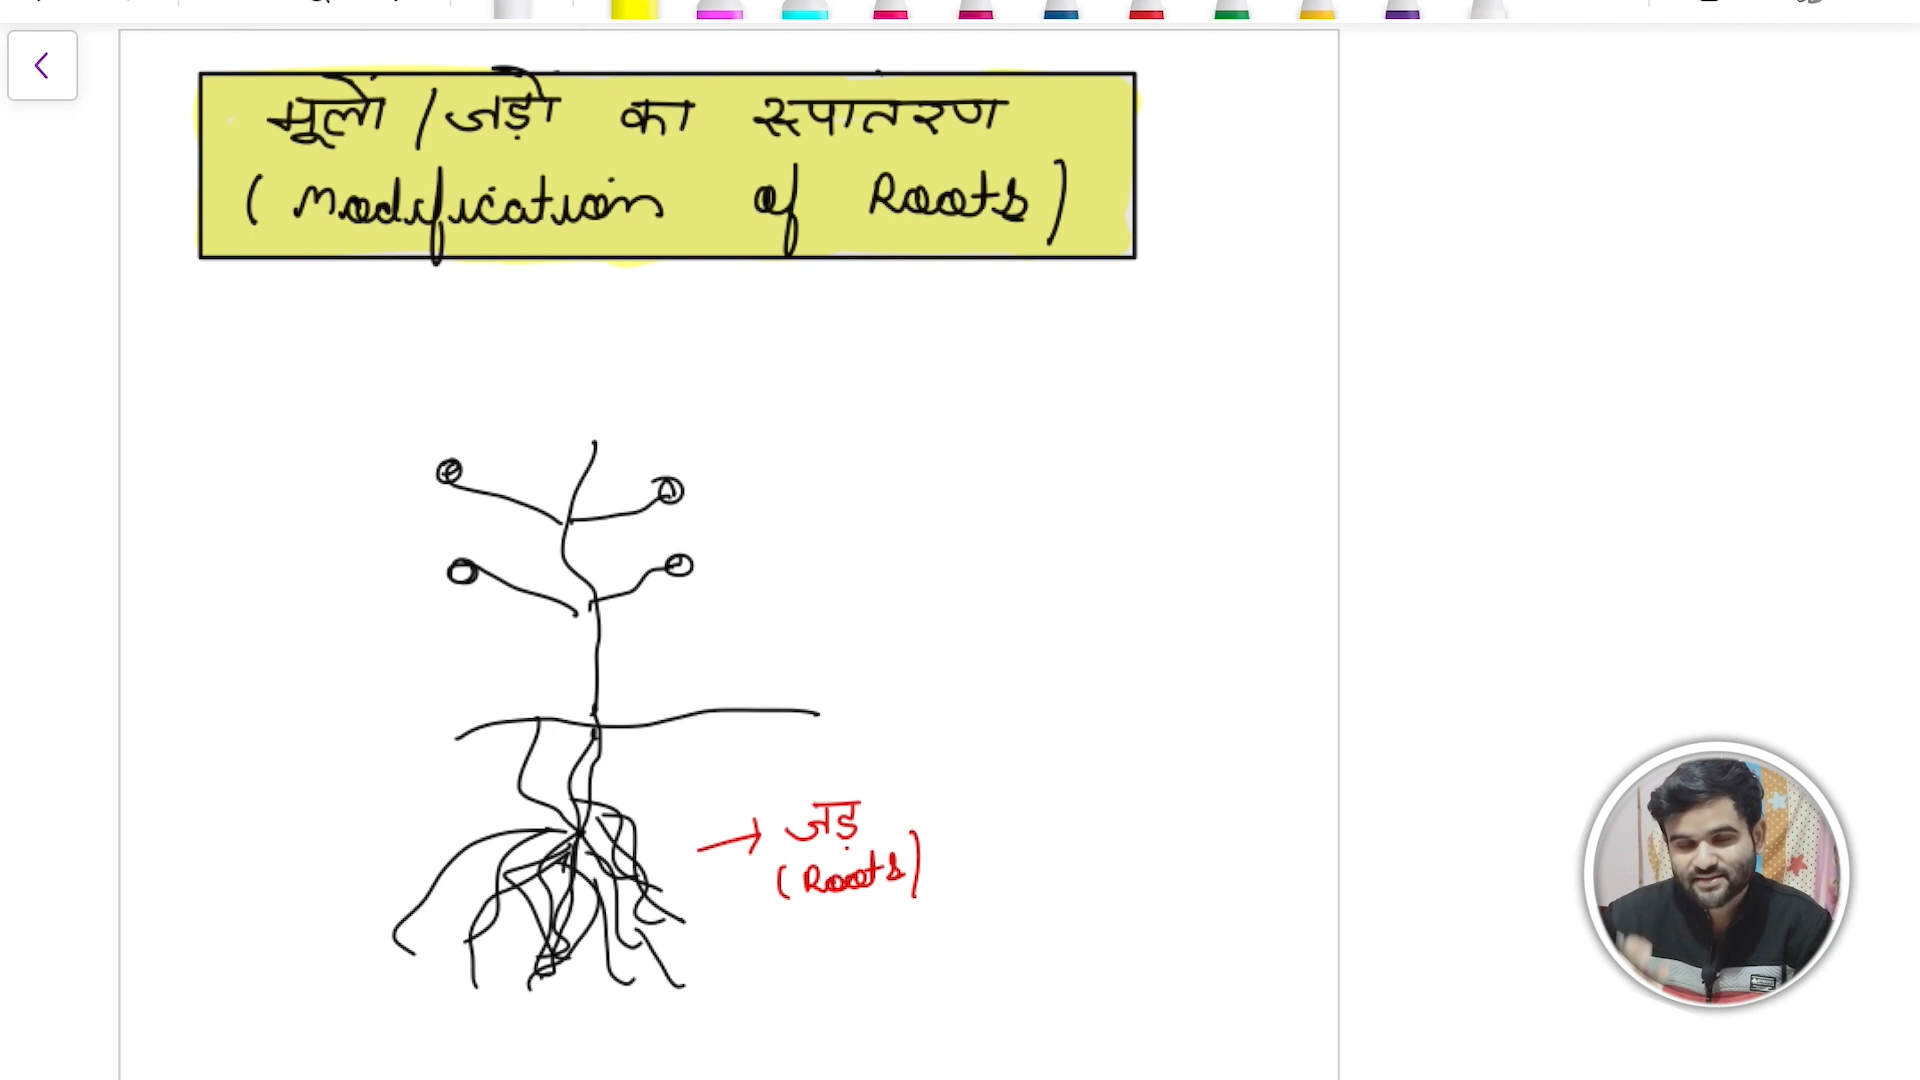 मूलो / जड़ो का रूपातरण
( Modification of Roots )
→ जड़
( Roots )